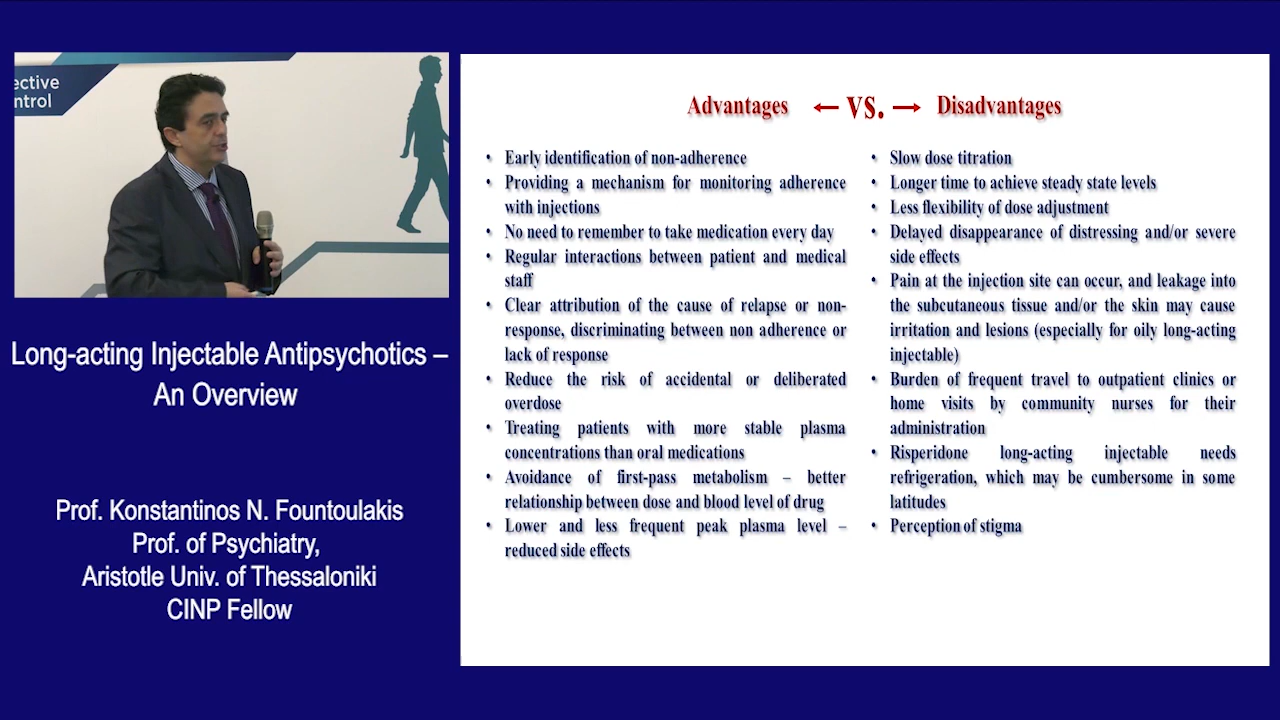 ective
ntrol
Long-acting Injectable Antipsychotics –
An Overview
Prof. Konstantinos N. Fountoulakis
Prof. of Psychiatry,
Aristotle Univ. of Thessaloniki
CINP Fellow
Advantages ←VS.→ Disadvantages
• Early identification of non-adherence
• Providing a mechanism for monitoring adherence
with injections
• No need to remember to take medication every day
• Regular interactions between patient and medical
staff
• Clear attribution of the cause of relapse or non-
response, discriminating between non adherence or
lack of response
• Reduce the risk of accidental or deliberated
overdose
• Treating patients with more stable plasma
concentrations than oral medications
• Avoidance of first-pass metabolism – better
relationship between dose and blood level of drug
• Lower and less frequent peak plasma level –
reduced side effects
• Slow dose titration
• Longer time to achieve steady state levels
• Less flexibility of dose adjustment
• Delayed disappearance of distressing and/or severe
side effects
• Pain at the injection site can occur, and leakage into
the subcutaneous tissue and/or the skin may cause
irritation and lesions (especially for oily long-acting
injectable)
• Burden of frequent travel to outpatient clinics or
home visits by community nurses for their
administration
• Risperidone long-acting injectable needs
refrigeration, which may be cumbersome in some
latitudes
• Perception of stigma